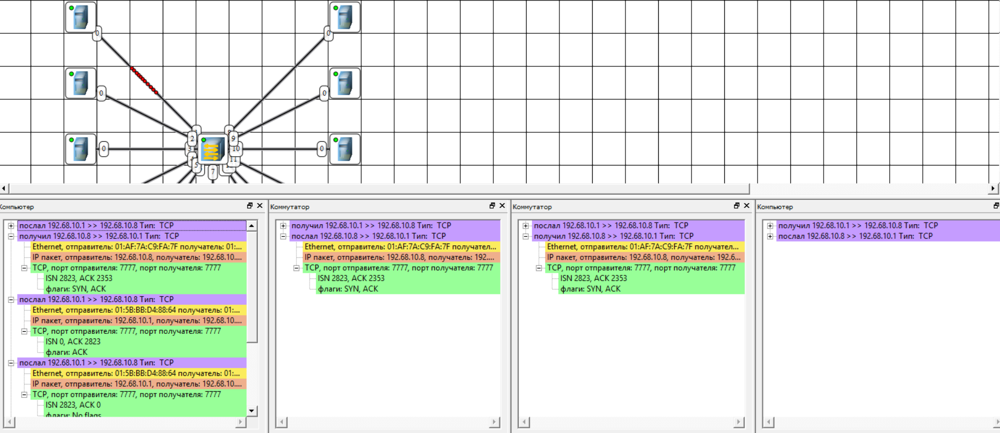 0
0
0
0
0
0
2
9
3
10
11
5
7
Компьютер
послал 192.68.10.1 >> 192.68.10.8 Тип: TCP
получил 192.68.10.8 >> 192.68.10.1 Тип: TCP
Ethernet, отправитель: 01:AF:7A:C9:FA:7F получатель: 01:...
IP пакет, отправитель: 192.68.10.8, получатель: 192.68.10....
TCP, порт отправителя: 7777, порт получателя: 7777
ISN 2823, ACK 2353
флаги: SYN, ACK
послал 192.68.10.1 >> 192.68.10.8 Тип: TCP
Ethernet, отправитель: 01:5B:BB:D4:88:64 получатель: 01:...
IP пакет, отправитель: 192.68.10.1, получатель: 192.68.10....
TCP, порт отправителя: 7777, порт получателя: 7777
ISN 0, ACK 2823
флаги: ACK
послал 192.68.10.1 >> 192.68.10.8 Тип: TCP
Ethernet, отправитель: 01:5B:BB:D4:88:64 получатель: 01:...
IP пакет, отправитель: 192.68.10.1, получатель: 192.68.10....
TCP, порт отправителя: 7777, порт получателя: 7777
ISN 2823, ACK 0
флаги: No flags
Коммутатор
получил 192.68.10.1 >> 192.68.10.8 Тип: TCP
послал 192.68.10.8 >> 192.68.10.1 Тип: TCP
Ethernet, отправитель: 01:AF:7A:C9:FA:7F получател...
IP пакет, отправитель: 192.68.10.8, получатель: 192....
TCP, порт отправителя: 7777, порт получателя: 7777
ISN 2823, ACK 2353
флаги: SYN, ACK
Коммутатор
послал 192.68.10.1 >> 192.68.10.8 Тип: TCP
получил 192.68.10.8 >> 192.68.10.1 Тип: TCP
Ethernet, отправитель: 01:AF:7A:C9:FA:7F получател...
IP пакет, отправитель: 192.68.10.8, получатель: 192.6...
TCP, порт отправителя: 7777, порт получателя: 7777
ISN 2823, ACK 2353
флаги: SYN, ACK
Компьютер
получил 192.68.10.1 >> 192.68.10.8 Тип: TCP
послал 192.68.10.8 >> 192.68.10.1 Тип: TCP